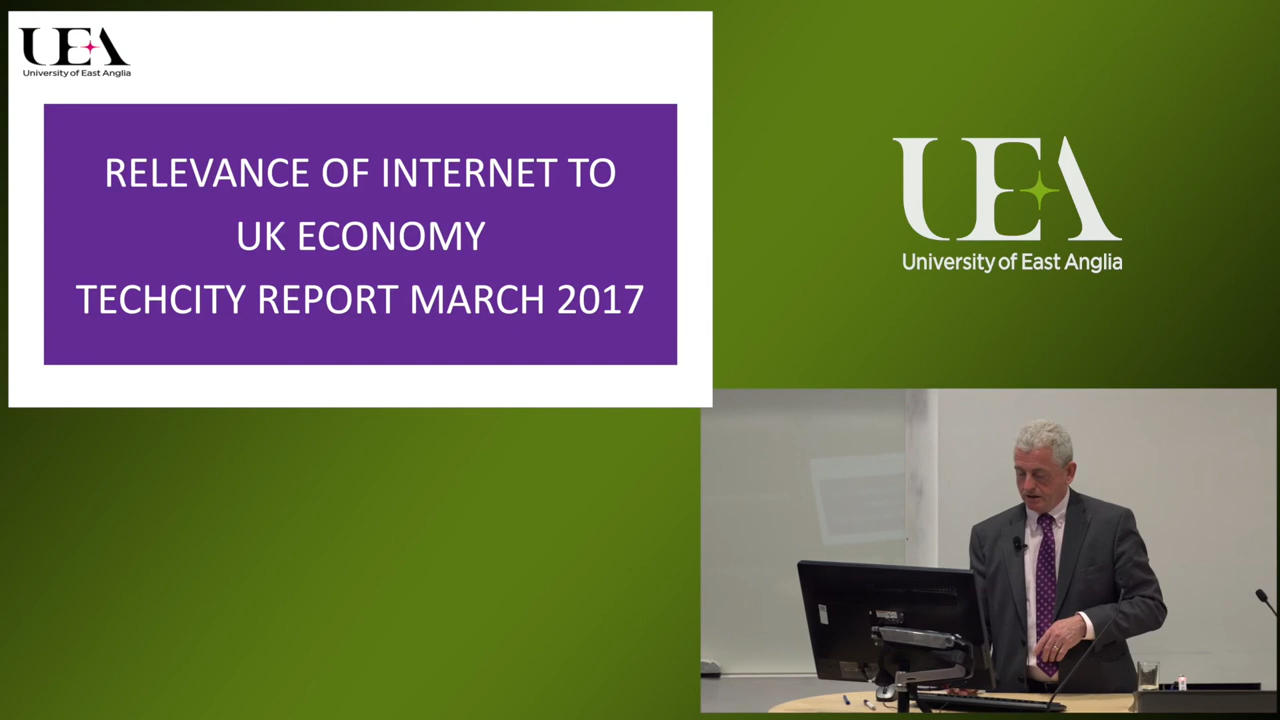 UEA
University of East Anglia
RELEVANCE OF INTERNET TO
UK ECONOMY
TECHCITY REPORT MARCH 2017
UEA
University of East Anglia